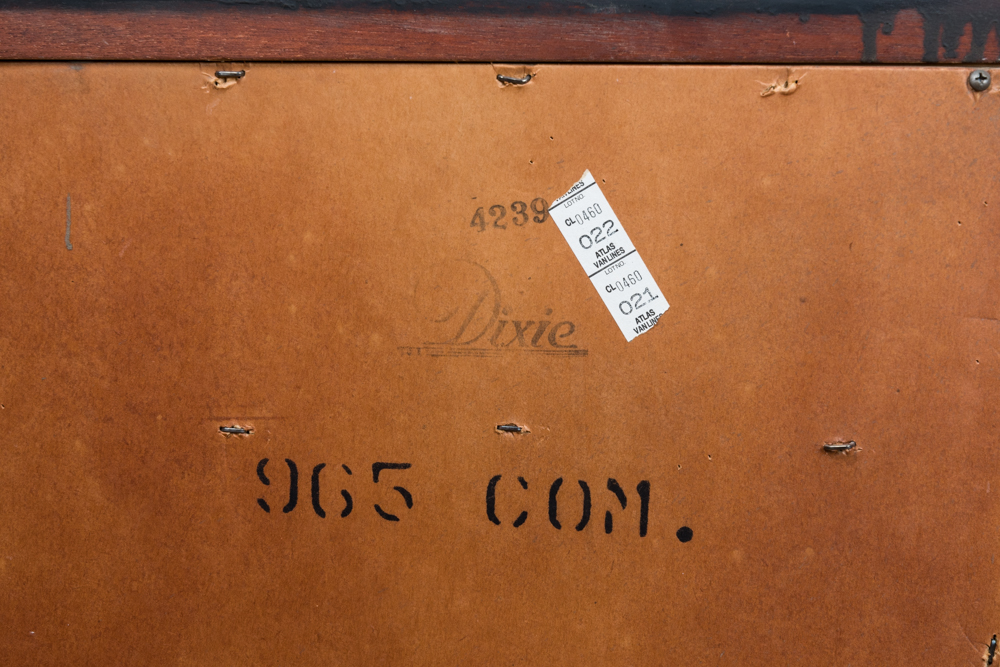 4239
VAN LINES
LOT NO.
CL-0460
022
ATLAS
VAN LINES
LOT NO.
CL-0460
021
ATLAS
VAN LINES
Dixie
965 COM.